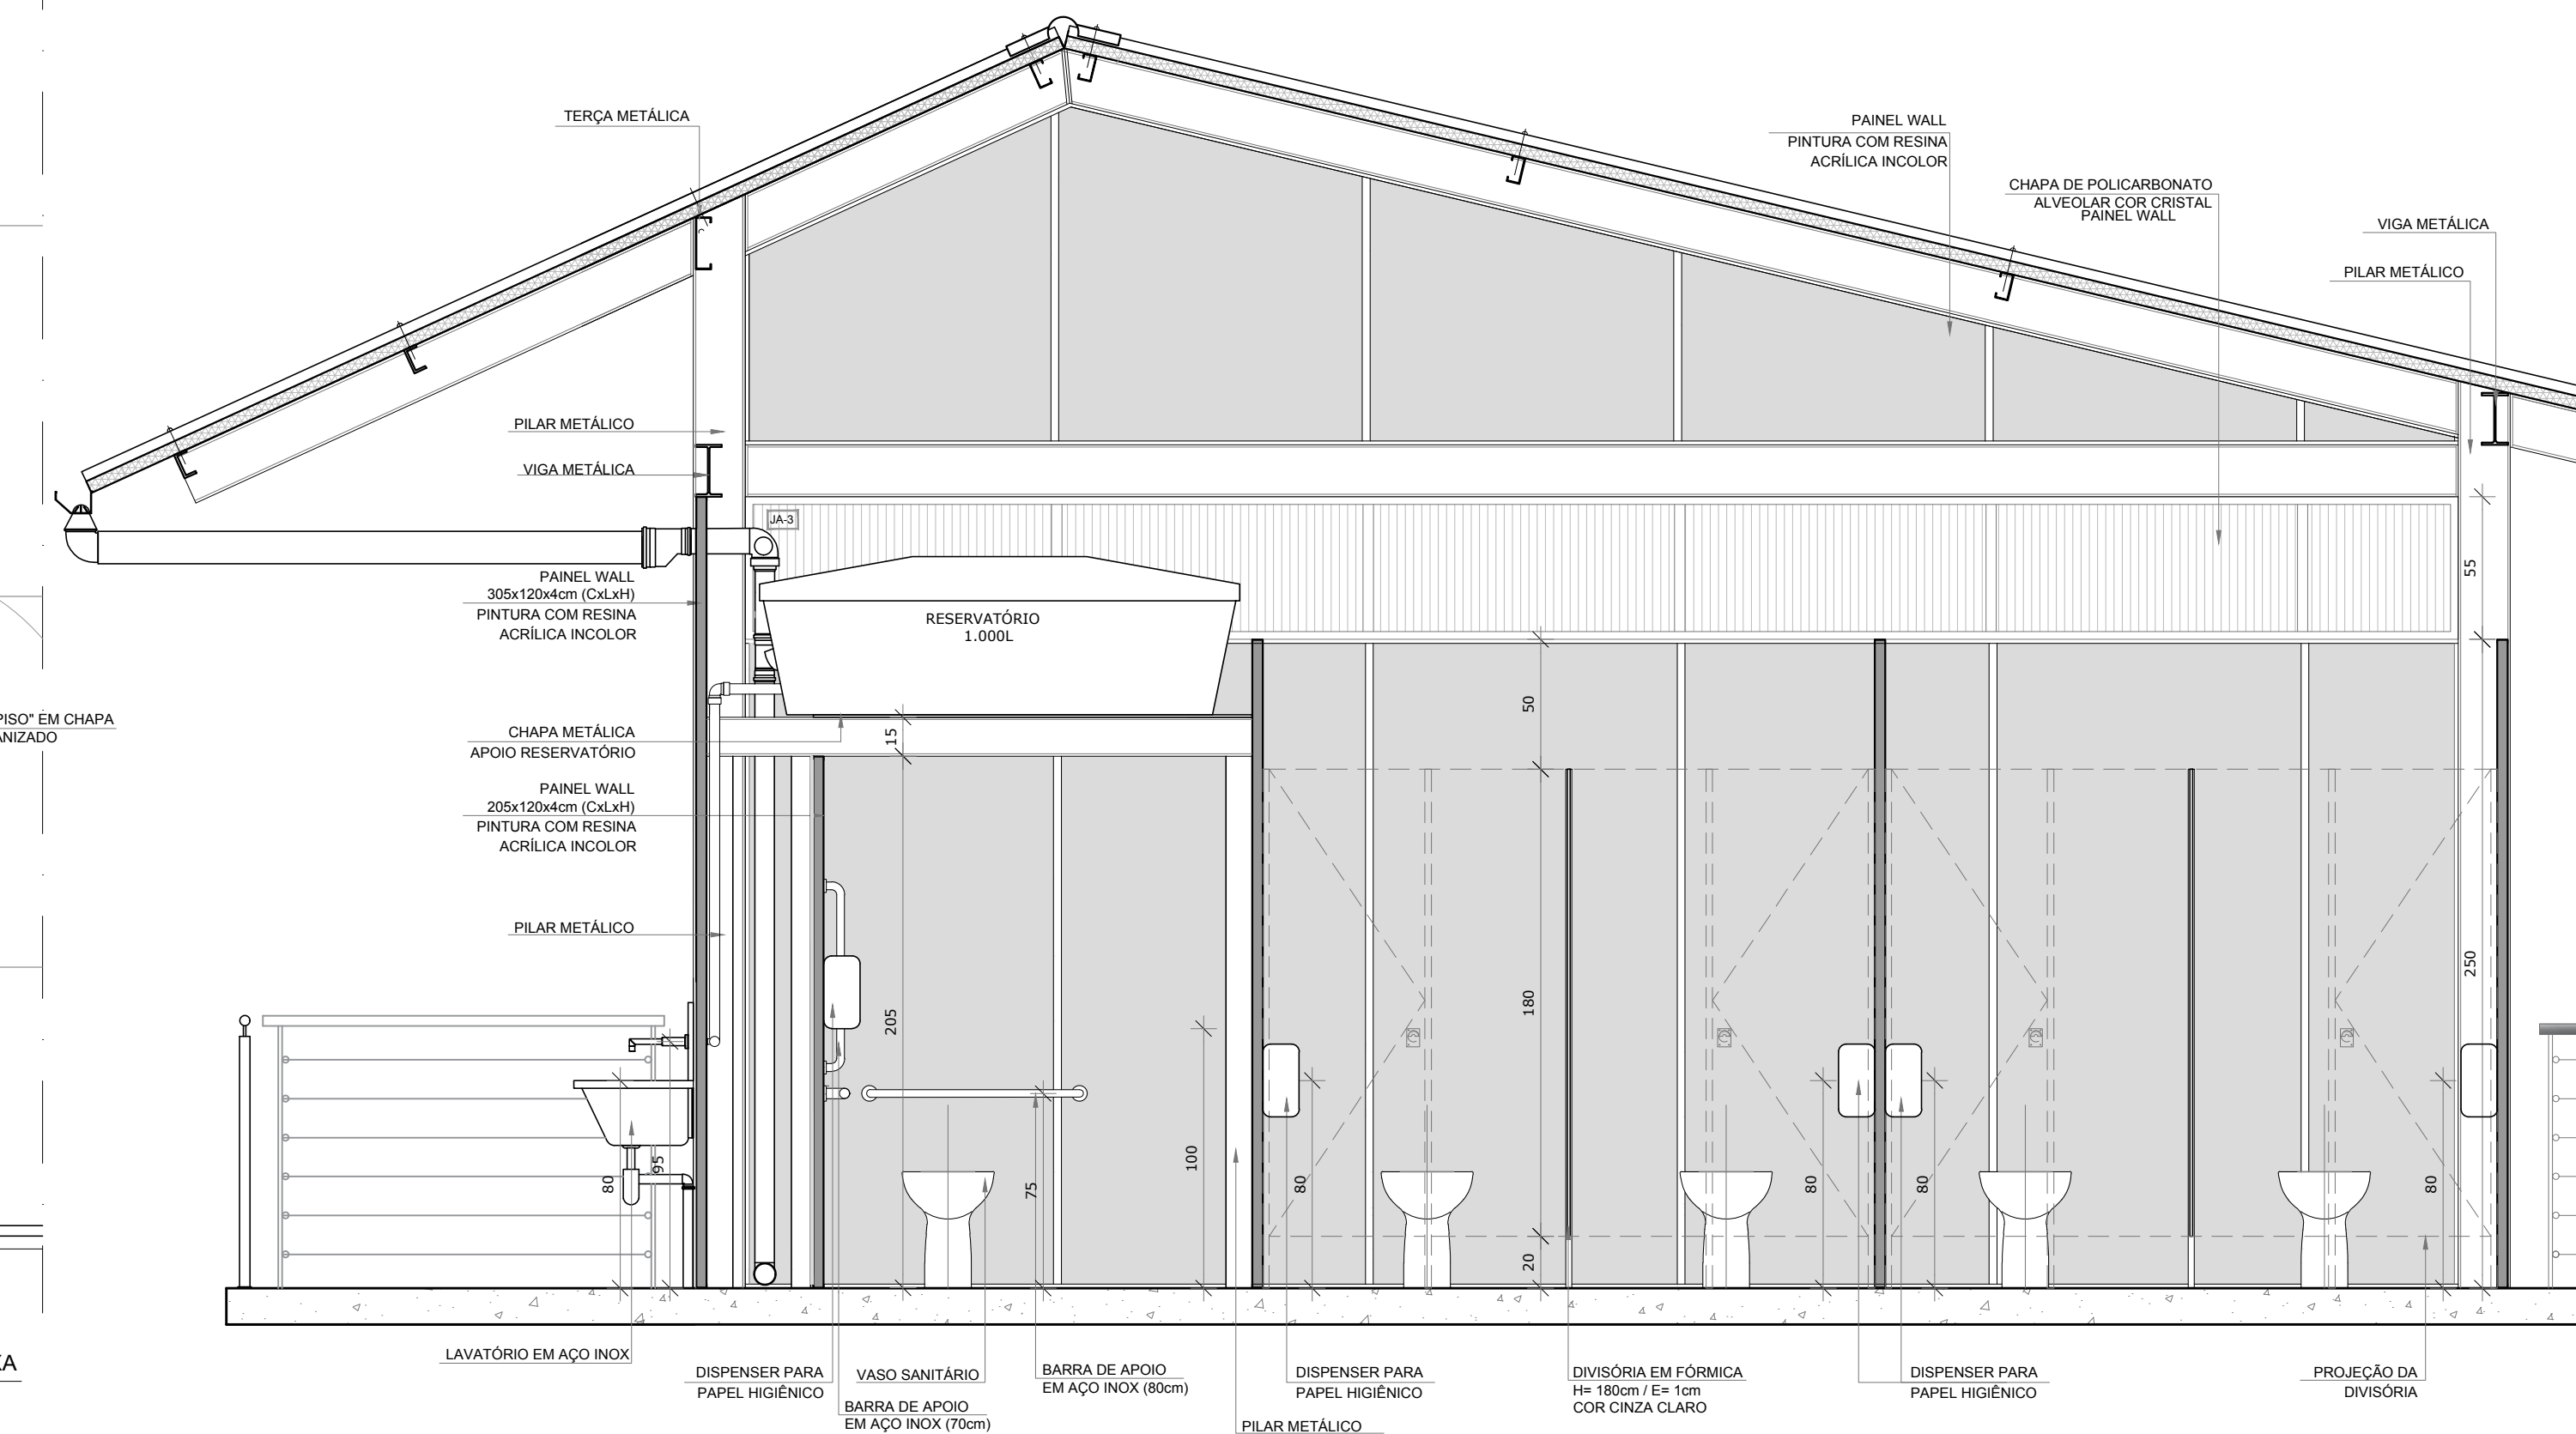 TERÇA METÁLICA
PAINEL WALL
PINTURA COM RESINA
ACRÍLICA INCOLOR
CHAPA DE POLICARBONATO
ALVEOLAR COR CRISTAL
PAINEL WALL
VIGA METÁLICA
PILAR METÁLICO
PILAR METÁLICO
VIGA METÁLICA
JA-3
55
PAINEL WALL
305x120x4cm (CxLxH)
PINTURA COM RESINA
ACRÍLICA INCOLOR
RESERVATÓRIO
1.000L
50
PISO" EM CHAPA
ANIZADO
CHAPA METÁLICA
APOIO RESERVATÓRIO
15
PAINEL WALL
205x120x4cm (CxLxH)
PINTURA COM RESINA
ACRÍLICA INCOLOR
PILAR METÁLICO
205
180
250
80
95
75
100
80
80
80
80
20
LAVATÓRIO EM AÇO INOX
DISPENSER PARA
PAPEL HIGIÊNICO
VASO SANITÁRIO
BARRA DE APOIO
EM AÇO INOX (70cm)
BARRA DE APOIO
EM AÇO INOX (80cm)
PILAR METÁLICO
DISPENSER PARA
PAPEL HIGIÊNICO
DIVISÓRIA EM FÓRMICA
H= 180cm / E= 1cm
COR CINZA CLARO
DISPENSER PARA
PAPEL HIGIÊNICO
PROJEÇÃO DA
DIVISÓRIA